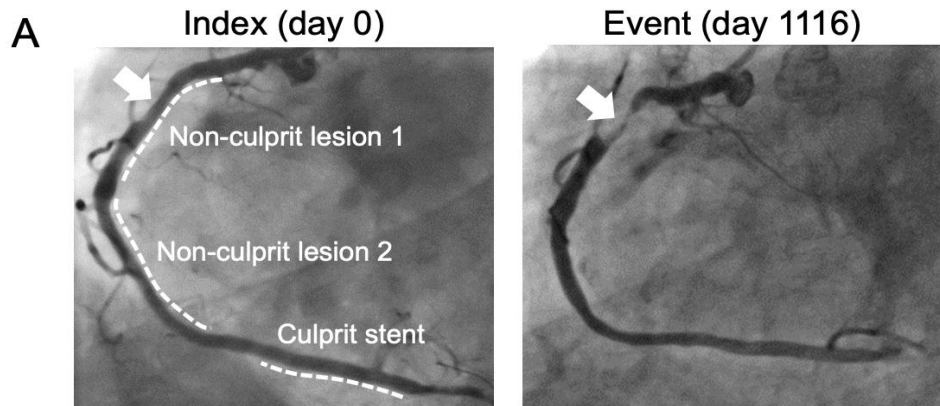 A
Index (day 0)
Event (day 1116)
Non-culprit lesion 1
Non-culprit lesion 2
Culprit stent